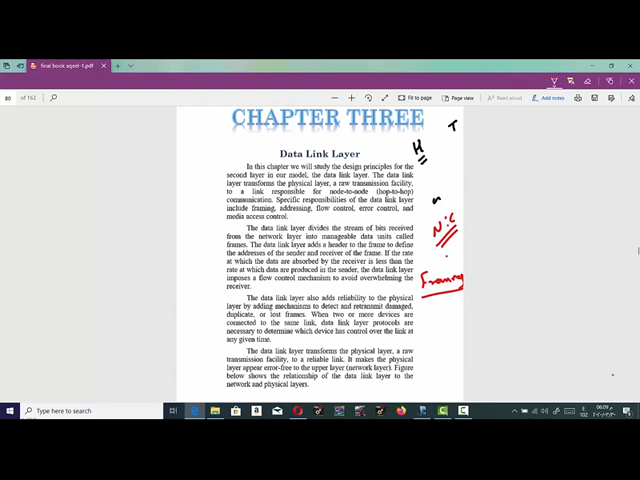 final book aqeel-1.pdf
80 of 162
Fit to page
Page view
Read aloud
Add notes
CHAPTER THREE
T
H
Data Link Layer
In this chapter we will study the design principles for the
second layer in our model, the data link layer. The data link
layer transforms the physical layer, a raw transmission facility,
to a link responsible for node-to-node (hop-to-hop)
communication. Specific responsibilities of the data link layer
include framing, addressing, flow control, error control, and
media access control.
N.C
The data link layer divides the stream of bits received
from the network layer into manageable data units called
frames. The data link layer adds a header to the frame to define
the addresses of the sender and receiver of the frame. If the rate
at which the data are absorbed by the receiver is less than the
rate at which data are produced in the sender, the data link layer
imposes a flow control mechanism to avoid overwhelming the
receiver.
Framing
The data link layer also adds reliability to the physical
layer by adding mechanisms to detect and retransmit damaged,
duplicate, or lost frames. When two or more devices are
connected to the same link, data link layer protocols are
necessary to determine which device has control over the link at
any given time.
The data link layer transforms the physical layer, a raw
transmission facility, to a reliable link. It makes the physical
layer appear error-free to the upper layer (network layer). Figure
below shows the relationship of the data link layer to the
network and physical layers.
Type here to search
06:09 م